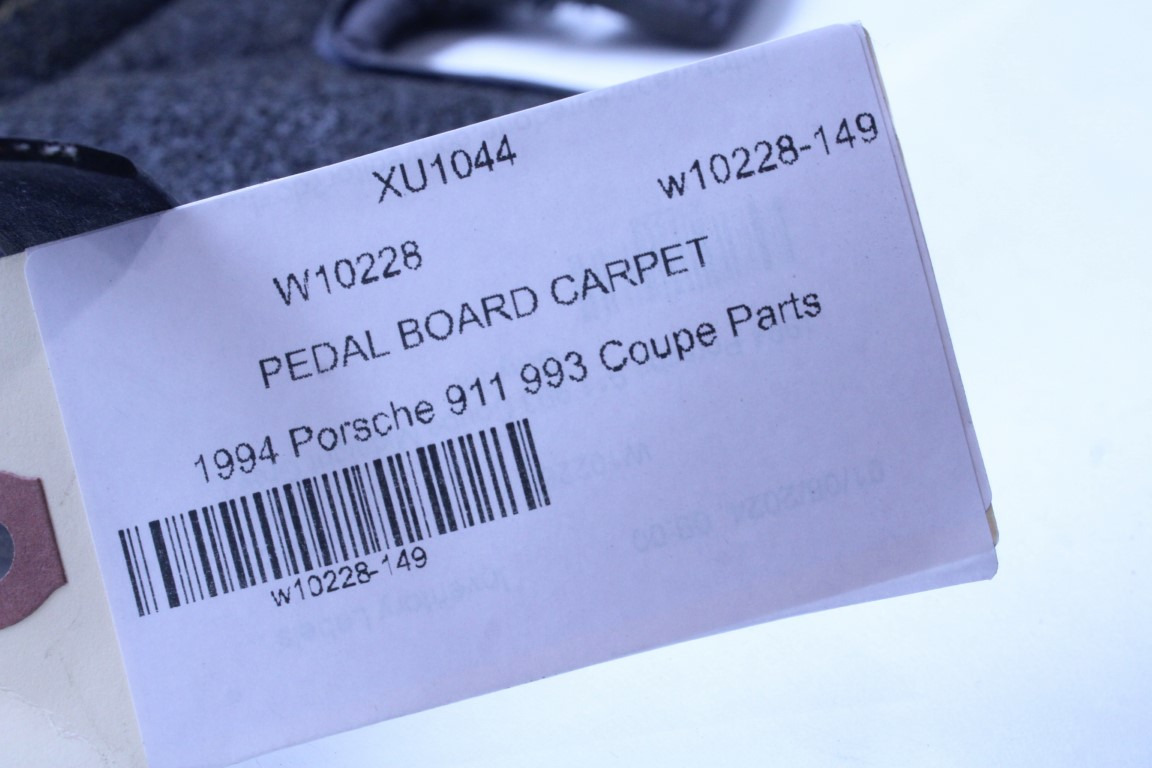 XU1044
w10228-149
W10228
PEDAL BOARD CARPET
1994 Porsche 911 993 Coupe Parts
w10228-149